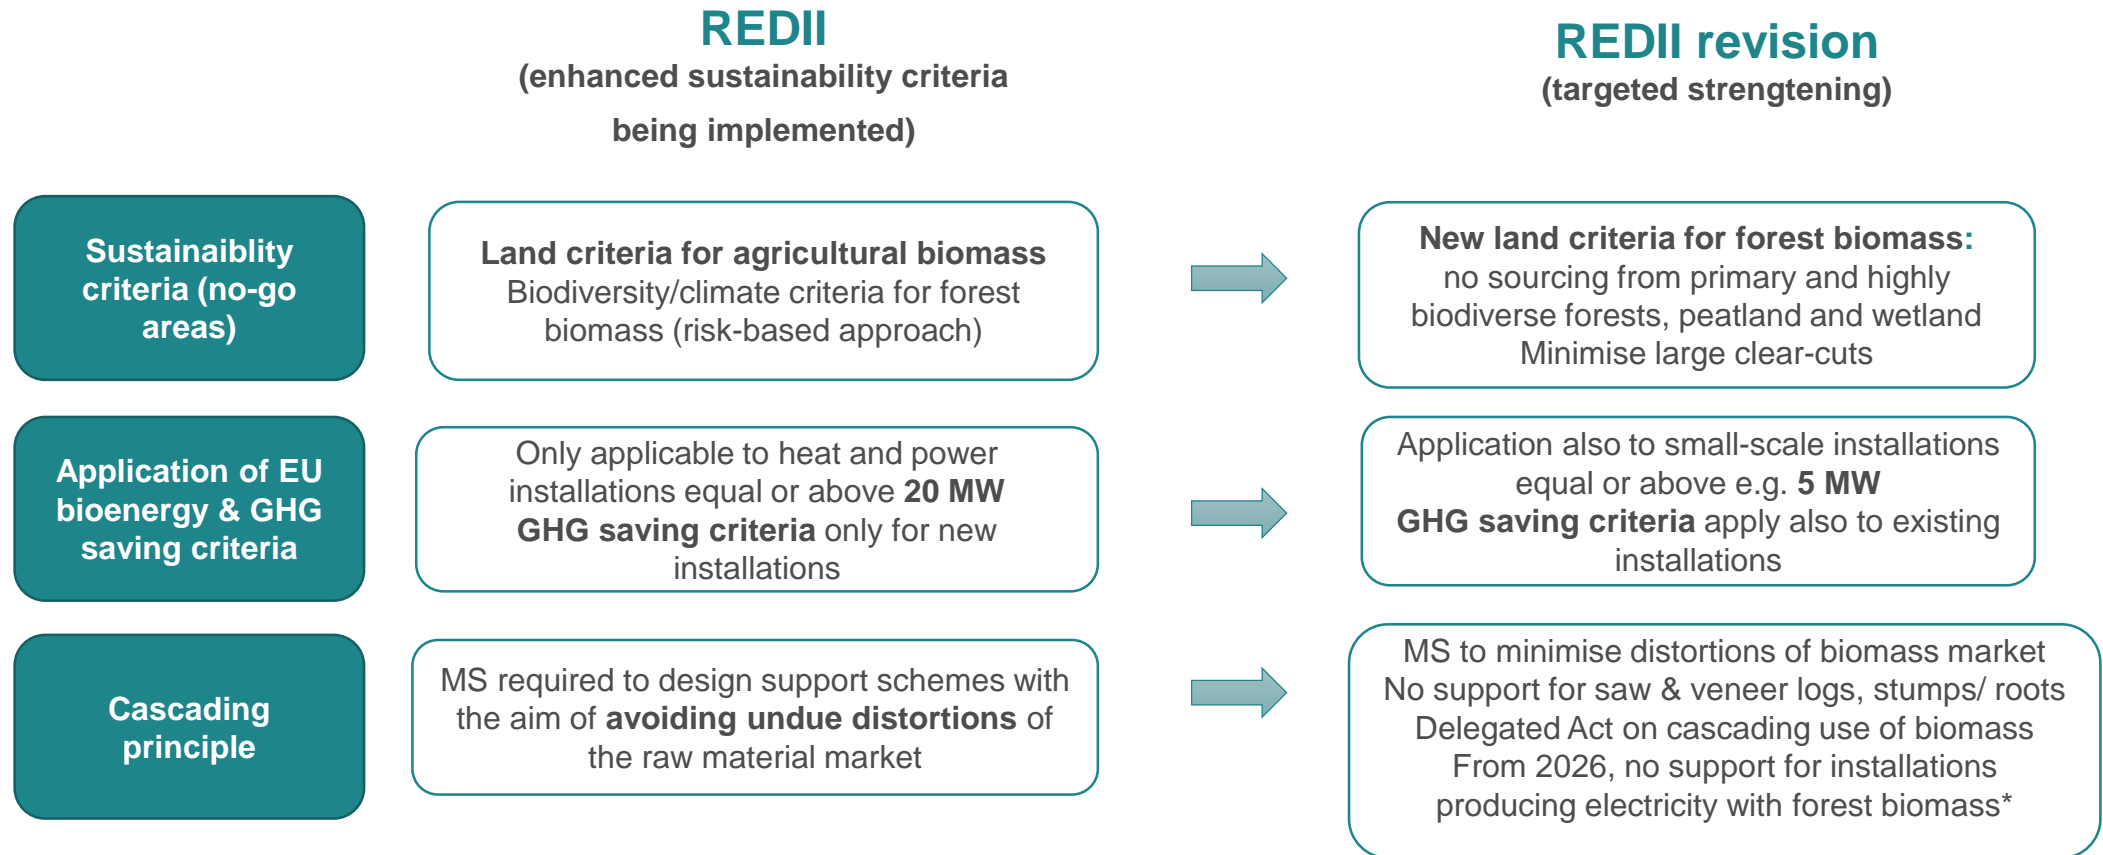 REDII
(enhanced sustainability criteria
being implemented)
REDII revision
(targeted strengtening)
Sustainaiblity
criteria (no-go
areas)
Land criteria for agricultural biomass
Biodiversity/climate criteria for forest
biomass (risk-based approach)
New land criteria for forest biomass:
no sourcing from primary and highly
biodiverse forests, peatland and wetland
Minimise large clear-cuts
Application of EU
bioenergy & GHG
saving criteria
Only applicable to heat and power
installations equal or above 20 MW
GHG saving criteria only for new
installations
Application also to small-scale installations
equal or above e.g. 5 MW
GHG saving criteria apply also to existing
installations
Cascading
principle
MS required to design support schemes with
the aim of avoiding undue distortions of
the raw material market
MS to minimise distortions of biomass market
No support for saw & veneer logs, stumps/ roots
Delegated Act on cascading use of biomass
From 2026, no support for installations
producing electricity with forest biomass*